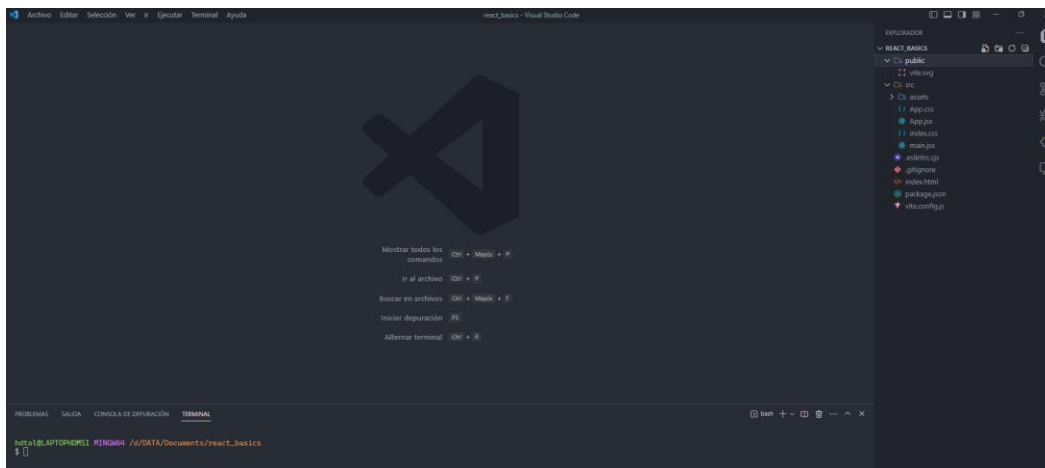 Archivo Editar Selección Ver Ir Ejecutar Terminal Ayuda
react_basics - Visual Studio Code
EXPLORADOR
REACT_BASICS
public
vite.svg
src
assets
App.css
App.jsx
index.css
main.jsx
.eslintrc.cjs
.gitignore
index.html
package.json
vite.config.js
Mostrar todos los comandos Ctrl + Mayús + P
Ir al archivo Ctrl + P
Buscar en archivos Ctrl + Mayús + F
Iniciar depuración F5
Alternar terminal Ctrl + Ñ
PROBLEMAS SALIDA CONSOLA DE DEPURACIÓN TERMINAL
bash
hdtol@LAPTOPHDMSI MINGW64 /d/DATA/Documents/react_basics
$